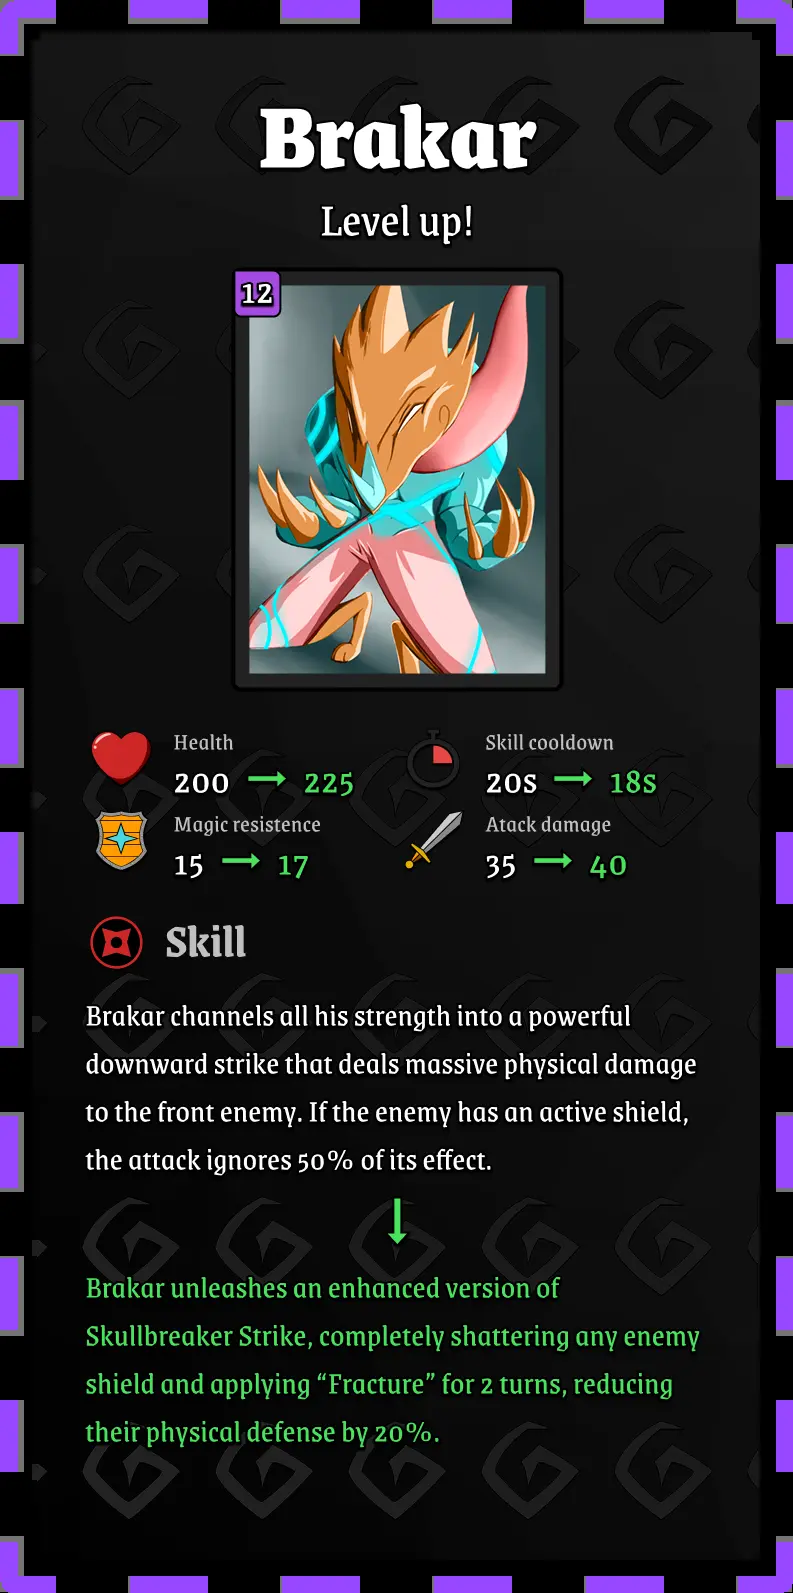 Brakar
Level up!
12
Health
200 → 225
Skill cooldown
20s → 18s
Magic resistence
15 → 17
Atack damage
35 → 40
Skill
Brakar channels all his strength into a powerful
downward strike that deals massive physical damage
to the front enemy. If the enemy has an active shield,
the attack ignores 50% of its effect.
Brakar unleashes an enhanced version of
Skullbreaker Strike, completely shattering any enemy
shield and applying “Fracture” for 2 turns, reducing
their physical defense by 20%.